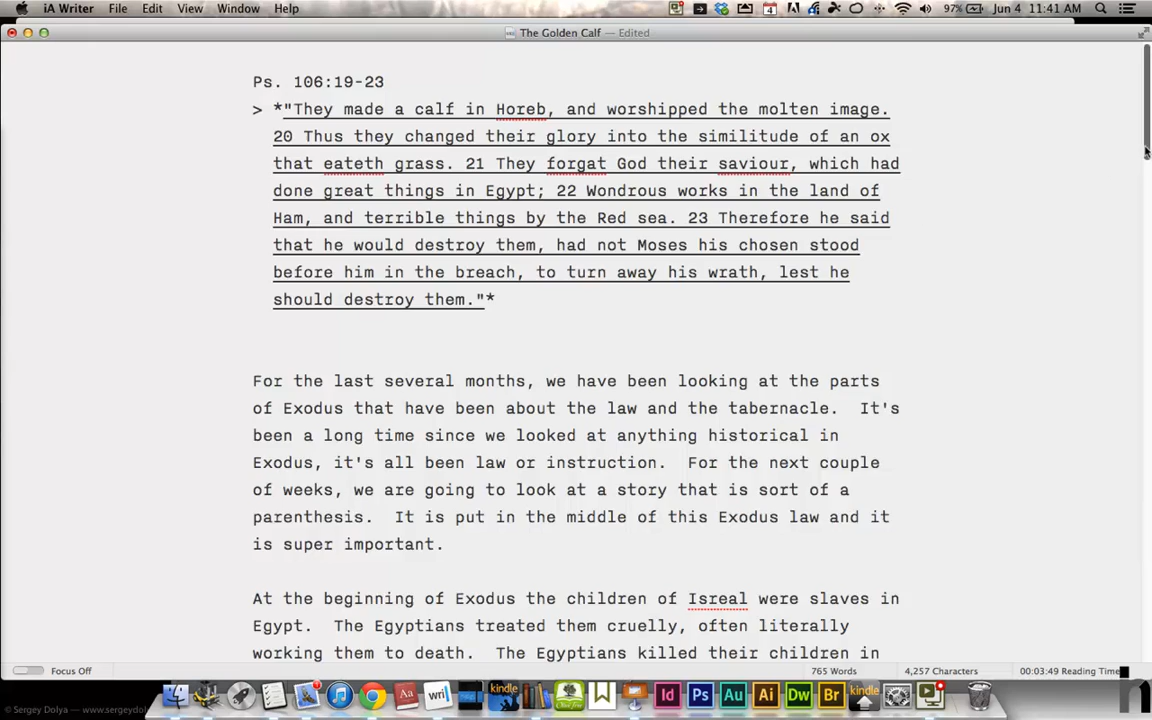 iA Writer File Edit View Window Help 97% Jun 4 11:41 AM
The Golden Calf — Edited
Ps. 106:19-23
> *"They made a calf in Horeb, and worshipped the molten image.
20 Thus they changed their glory into the similitude of an ox
that eateth grass. 21 They forgat God their saviour, which had
done great things in Egypt; 22 Wondrous works in the land of
Ham, and terrible things by the Red sea. 23 Therefore he said
that he would destroy them, had not Moses his chosen stood
before him in the breach, to turn away his wrath, lest he
should destroy them."*
For the last several months, we have been looking at the parts
of Exodus that have been about the law and the tabernacle. It's
been a long time since we looked at anything historical in
Exodus, it's all been law or instruction. For the next couple
of weeks, we are going to look at a story that is sort of a
parenthesis. It is put in the middle of this Exodus law and it
is super important.
At the beginning of Exodus the children of Isreal were slaves in
Egypt. The Egyptians treated them cruelly, often literally
working them to death. The Egyptians killed their children in
Focus Off 765 Words 4,257 Characters 00:03:49 Reading Time
Aa wri kindle Id Ps Au Ai Dw Br kindle
© Sergey Dolya — www.sergeydol
n